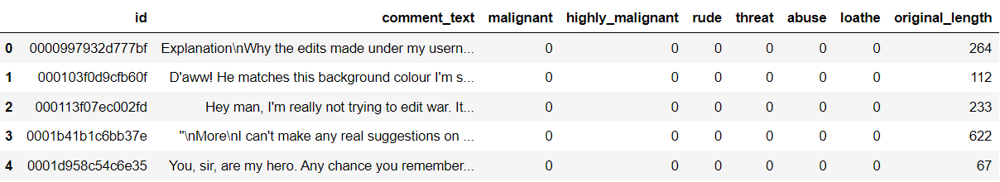 id comment_text malignant highly_malignant rude threat abuse loathe original_length
0 0000997932d777bf Explanation\nWhy the edits made under my usern... 0 0 0 0 0 0 264
1 000103f0d9cfb60f D'aww! He matches this background colour I'm s... 0 0 0 0 0 0 112
2 000113f07ec002fd Hey man, I'm really not trying to edit war. It... 0 0 0 0 0 0 233
3 0001b41b1c6bb37e "\nMore\nI can't make any real suggestions on ... 0 0 0 0 0 0 622
4 0001d958c54c6e35 You, sir, are my hero. Any chance you remember... 0 0 0 0 0 0 67